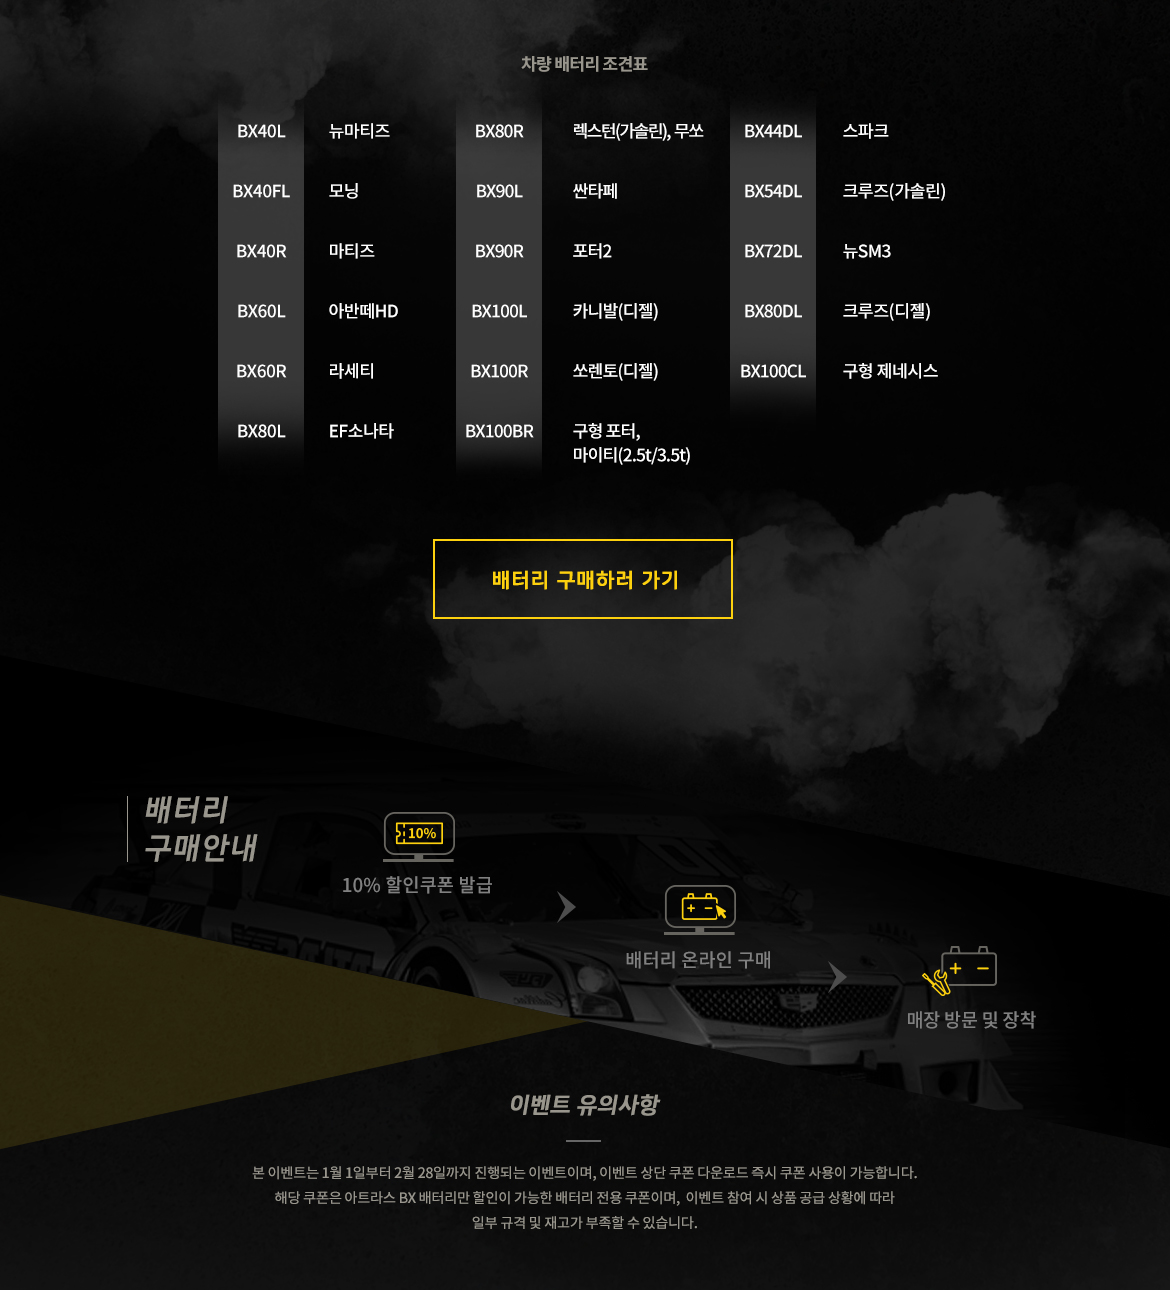 차량 배터리 조견표
BX40L 뉴마티즈 BX80R 렉스턴(가솔린), 무쏘 BX44DL 스파크
BX40FL 모닝 BX90L 싼타페 BX54DL 크루즈(가솔린)
BX40R 마티즈 BX90R 포터2 BX72DL 뉴SM3
BX60L 아반떼HD BX100L 카니발(디젤) BX80DL 크루즈(디젤)
BX60R 라세티 BX100R 쏘렌토(디젤) BX100CL 구형 제네시스
BX80L EF소나타 BX100BR 구형 포터,
마이티(2.5t/3.5t)
배터리 구매하러 가기
배터리
구매안내
10%
10% 할인쿠폰 발급
배터리 온라인 구매
매장 방문 및 장착
이벤트 유의사항
본 이벤트는 1월 1일부터 2월 28일까지 진행되는 이벤트이며, 이벤트 상단 쿠폰 다운로드 즉시 쿠폰 사용이 가능합니다.
해당 쿠폰은 아트라스 BX 배터리만 할인이 가능한 배터리 전용 쿠폰이며, 이벤트 참여 시 상품 공급 상황에 따라
일부 규격 및 재고가 부족할 수 있습니다.